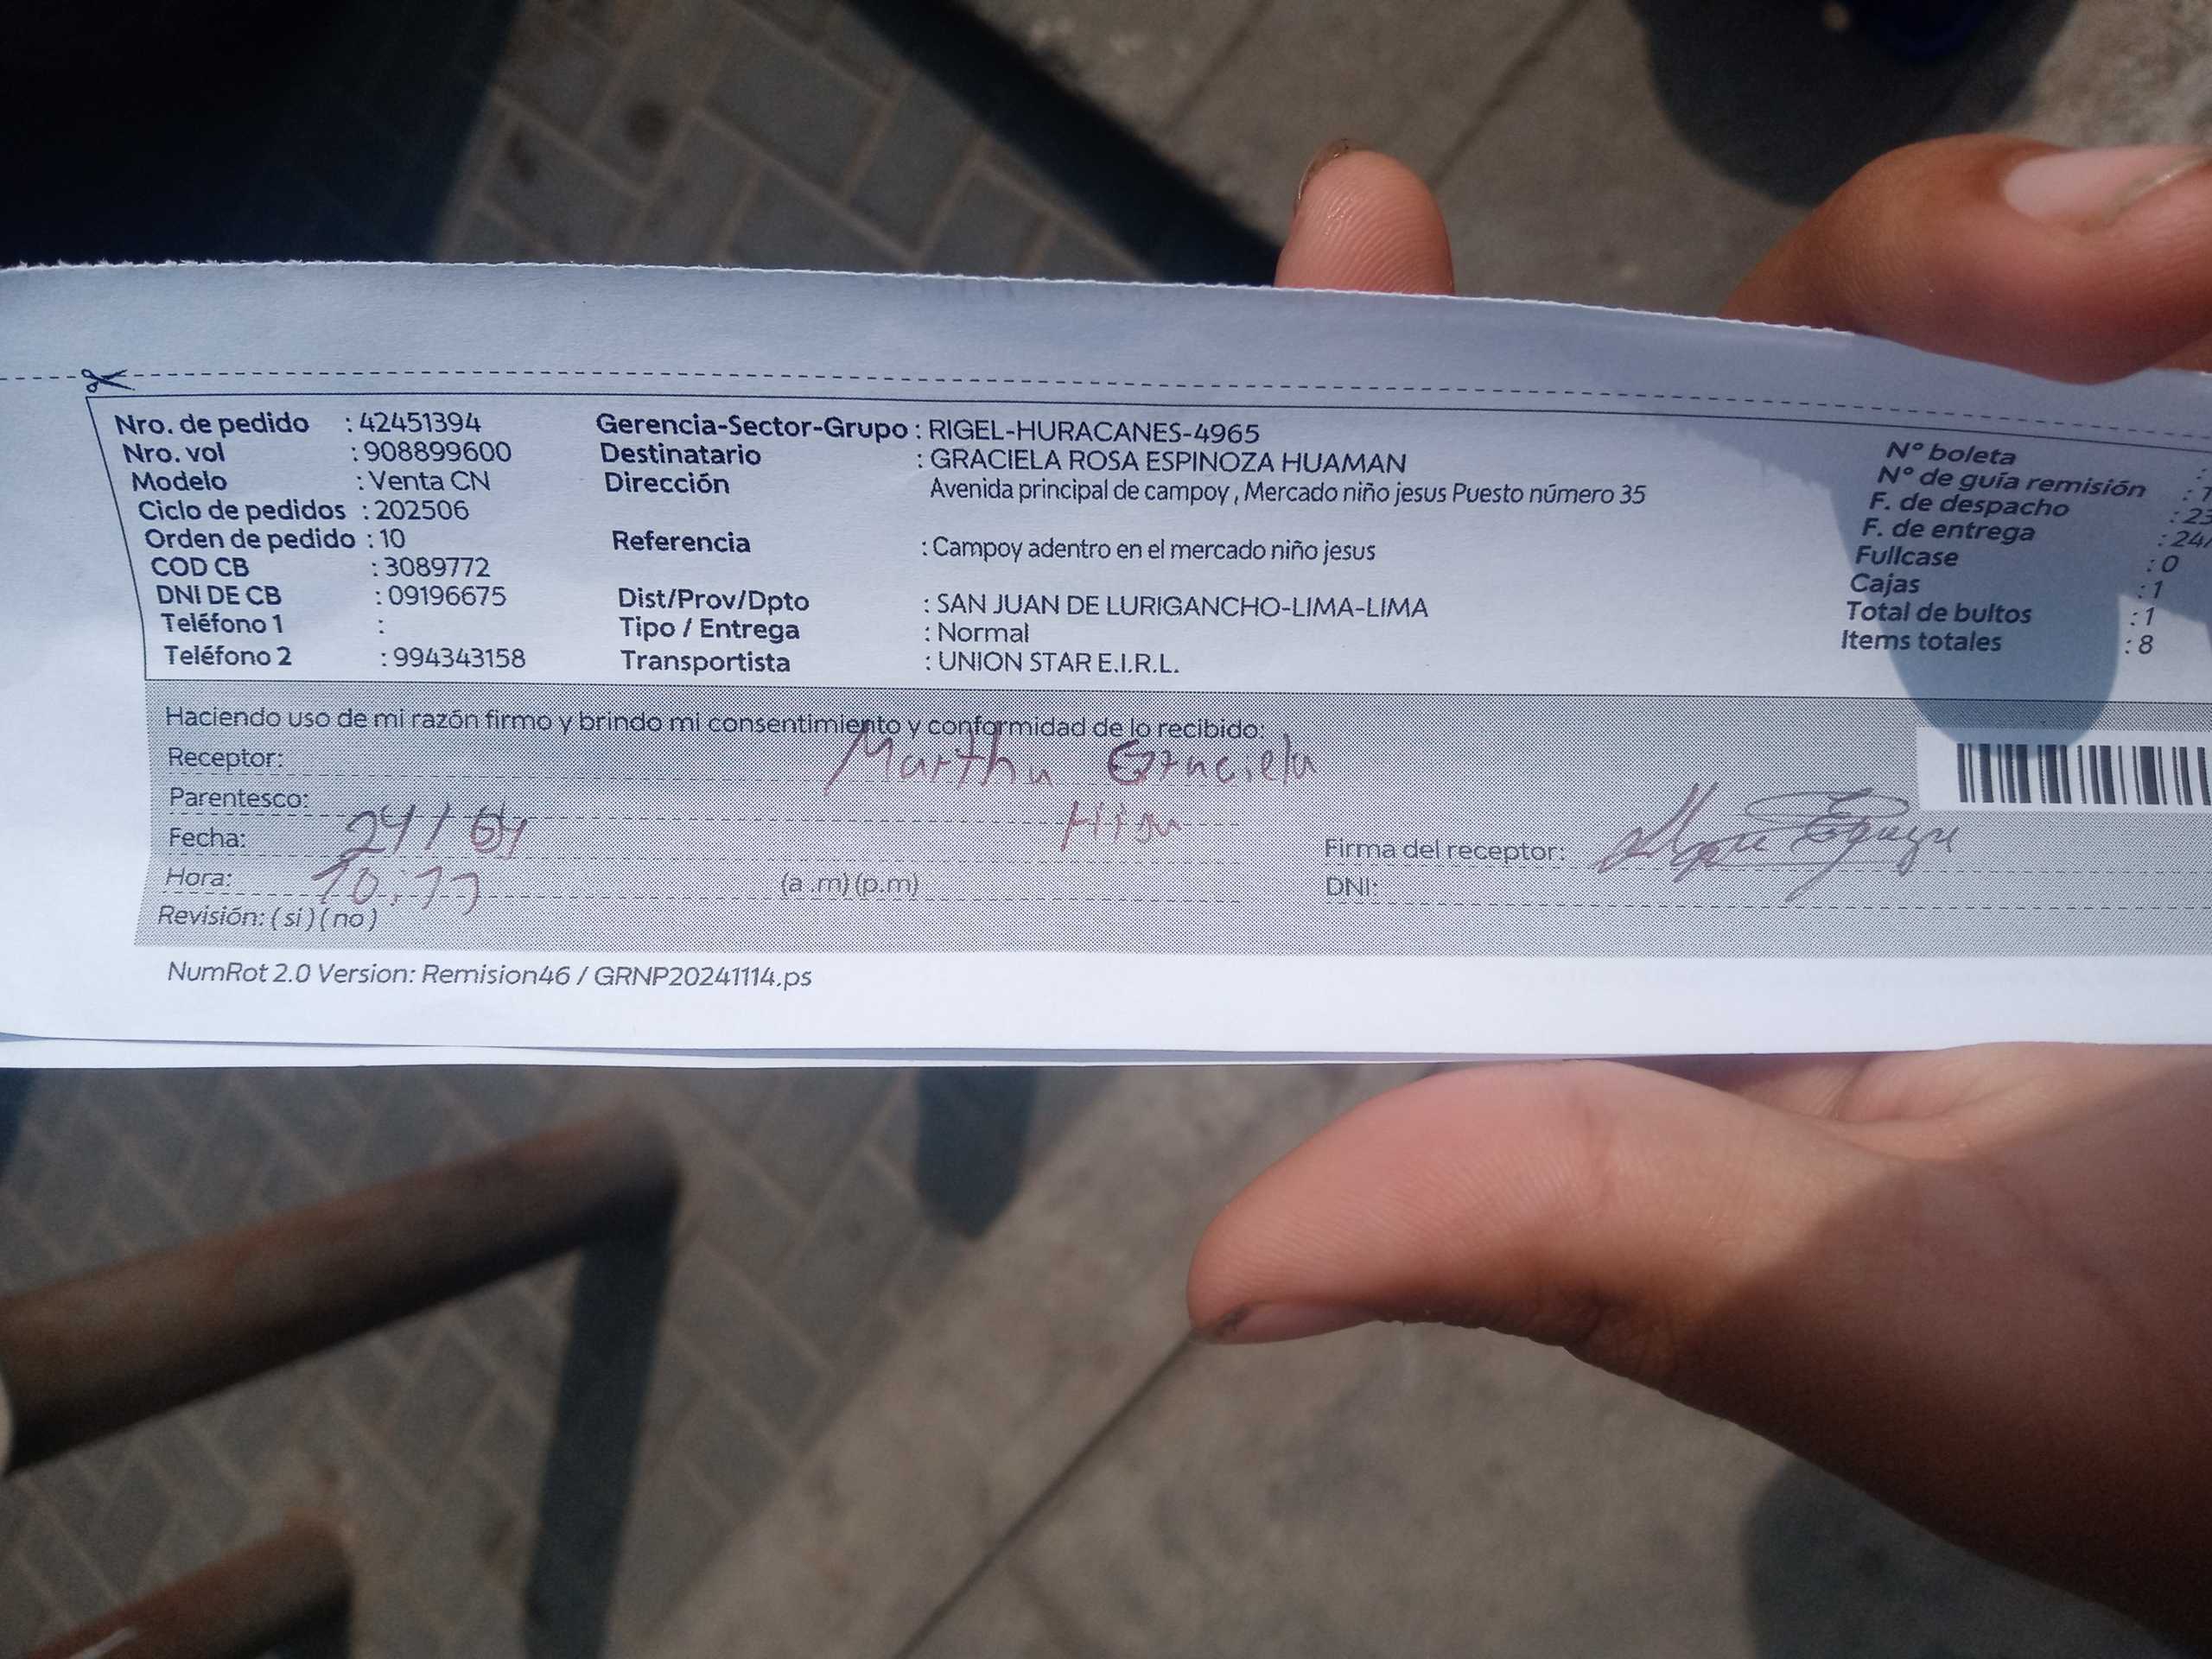 Nro. de pedido : 42451394
Nro. vol : 908899600
Modelo : Venta CN
Ciclo de pedidos : 202506
Orden de pedido : 10
COD CB : 3089772
DNI DE CB : 09196675
Teléfono 1 :
Teléfono 2 : 994343158
Gerencia-Sector-Grupo : RIGEL-HURACANES-4965
Destinatario : GRACIELA ROSA ESPINOZA HUAMAN
Dirección Avenida principal de campoy , Mercado niño jesus Puesto número 35
Referencia : Campoy adentro en el mercado niño jesus
Dist/Prov/Dpto : SAN JUAN DE LURIGANCHO-LIMA-LIMA
Tipo / Entrega : Normal
Transportista : UNION STAR E.I.R.L.
N° boleta :
N° de guía remisión :
F. de despacho : 23
F. de entrega : 24/
Fullcase : 0
Cajas : 1
Total de bultos : 1
Items totales : 8
Haciendo uso de mi razón firmo y brindo mi consentimiento y conformidad de lo recibido:
Receptor: Martha Graciela
Parentesco:
Fecha: 24/04
Hora: (a .m) (p.m)
Revisión: ( si ) ( no )
Firma del receptor:
DNI:
NumRot 2.0 Version: Remision46 / GRNP20241114.ps